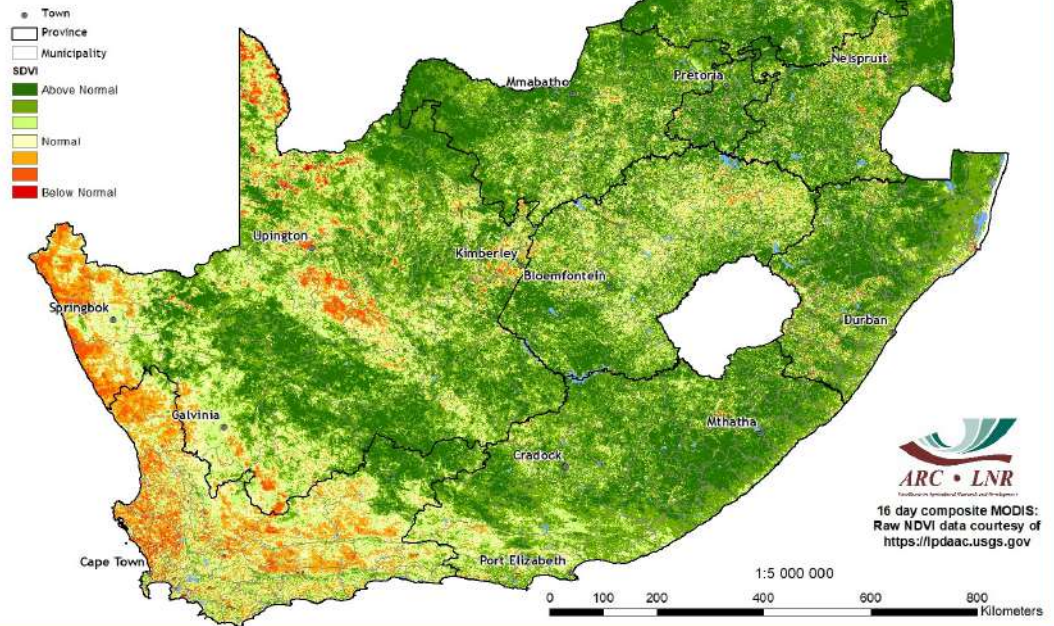 Town
Province
Municipality
SDVI
Above Normal
Normal
Below Normal
Mmabatho
Pretoria
Nelspruit
Upington
Kimberley
Bloemfontein
Springbok
Durban
Calvinia
Mthatha
Cradock
Cape Town
Port Elizabeth
ARC • LNR
16 day composite MODIS:
Raw NDVI data courtesy of
https://lpdaac.usgs.gov
1:5 000 000
0 100 200 400 600 800
Kilometers